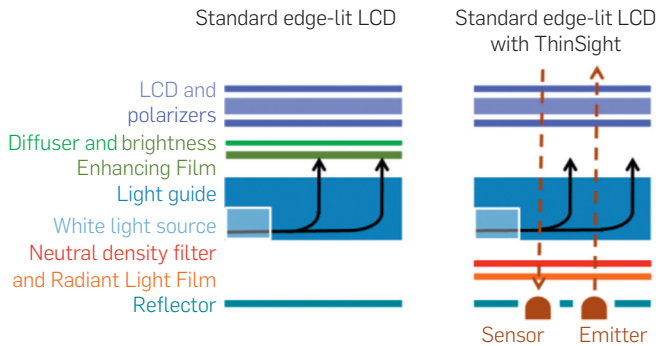 Standard edge-lit LCD
Standard edge-lit LCD
with ThinSight
LCD and
polarizers
Diffuser and brightness
Enhancing Film
Light guide
White light source
Neutral density filter
and Radiant Light Film
Reflector
Sensor
Emitter